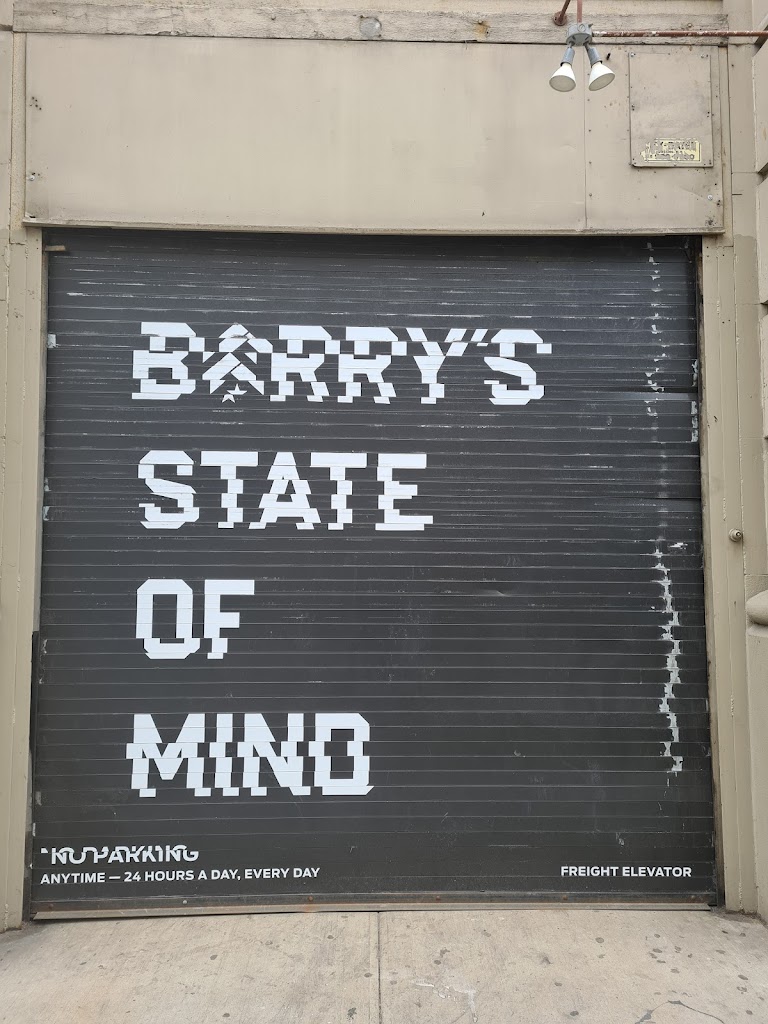 BARRY'S
STATE
OF
MIND
*NO PARKING
ANYTIME — 24 HOURS A DAY, EVERY DAY
FREIGHT ELEVATOR